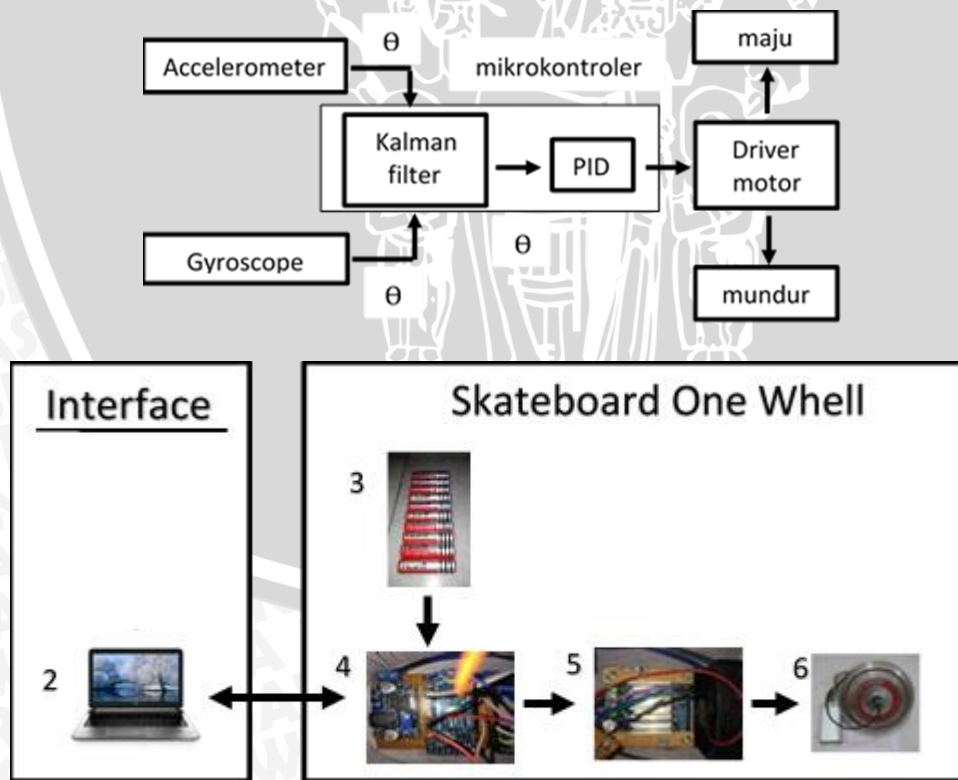 Accelerometer
Θ
mikrokontroler
maju
Kalman
filter
PID
Driver
motor
Gyroscope
Θ
Θ
mundur
Interface
Skateboard One Whell
3
2
4
5
6